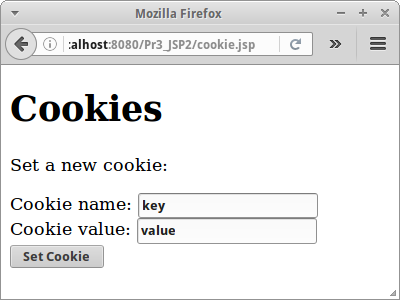 Mozilla Firefox
:alhost:8080/Pr3_JSP2/cookie.jsp
Cookies
Set a new cookie:
Cookie name: key
Cookie value: value
Set Cookie